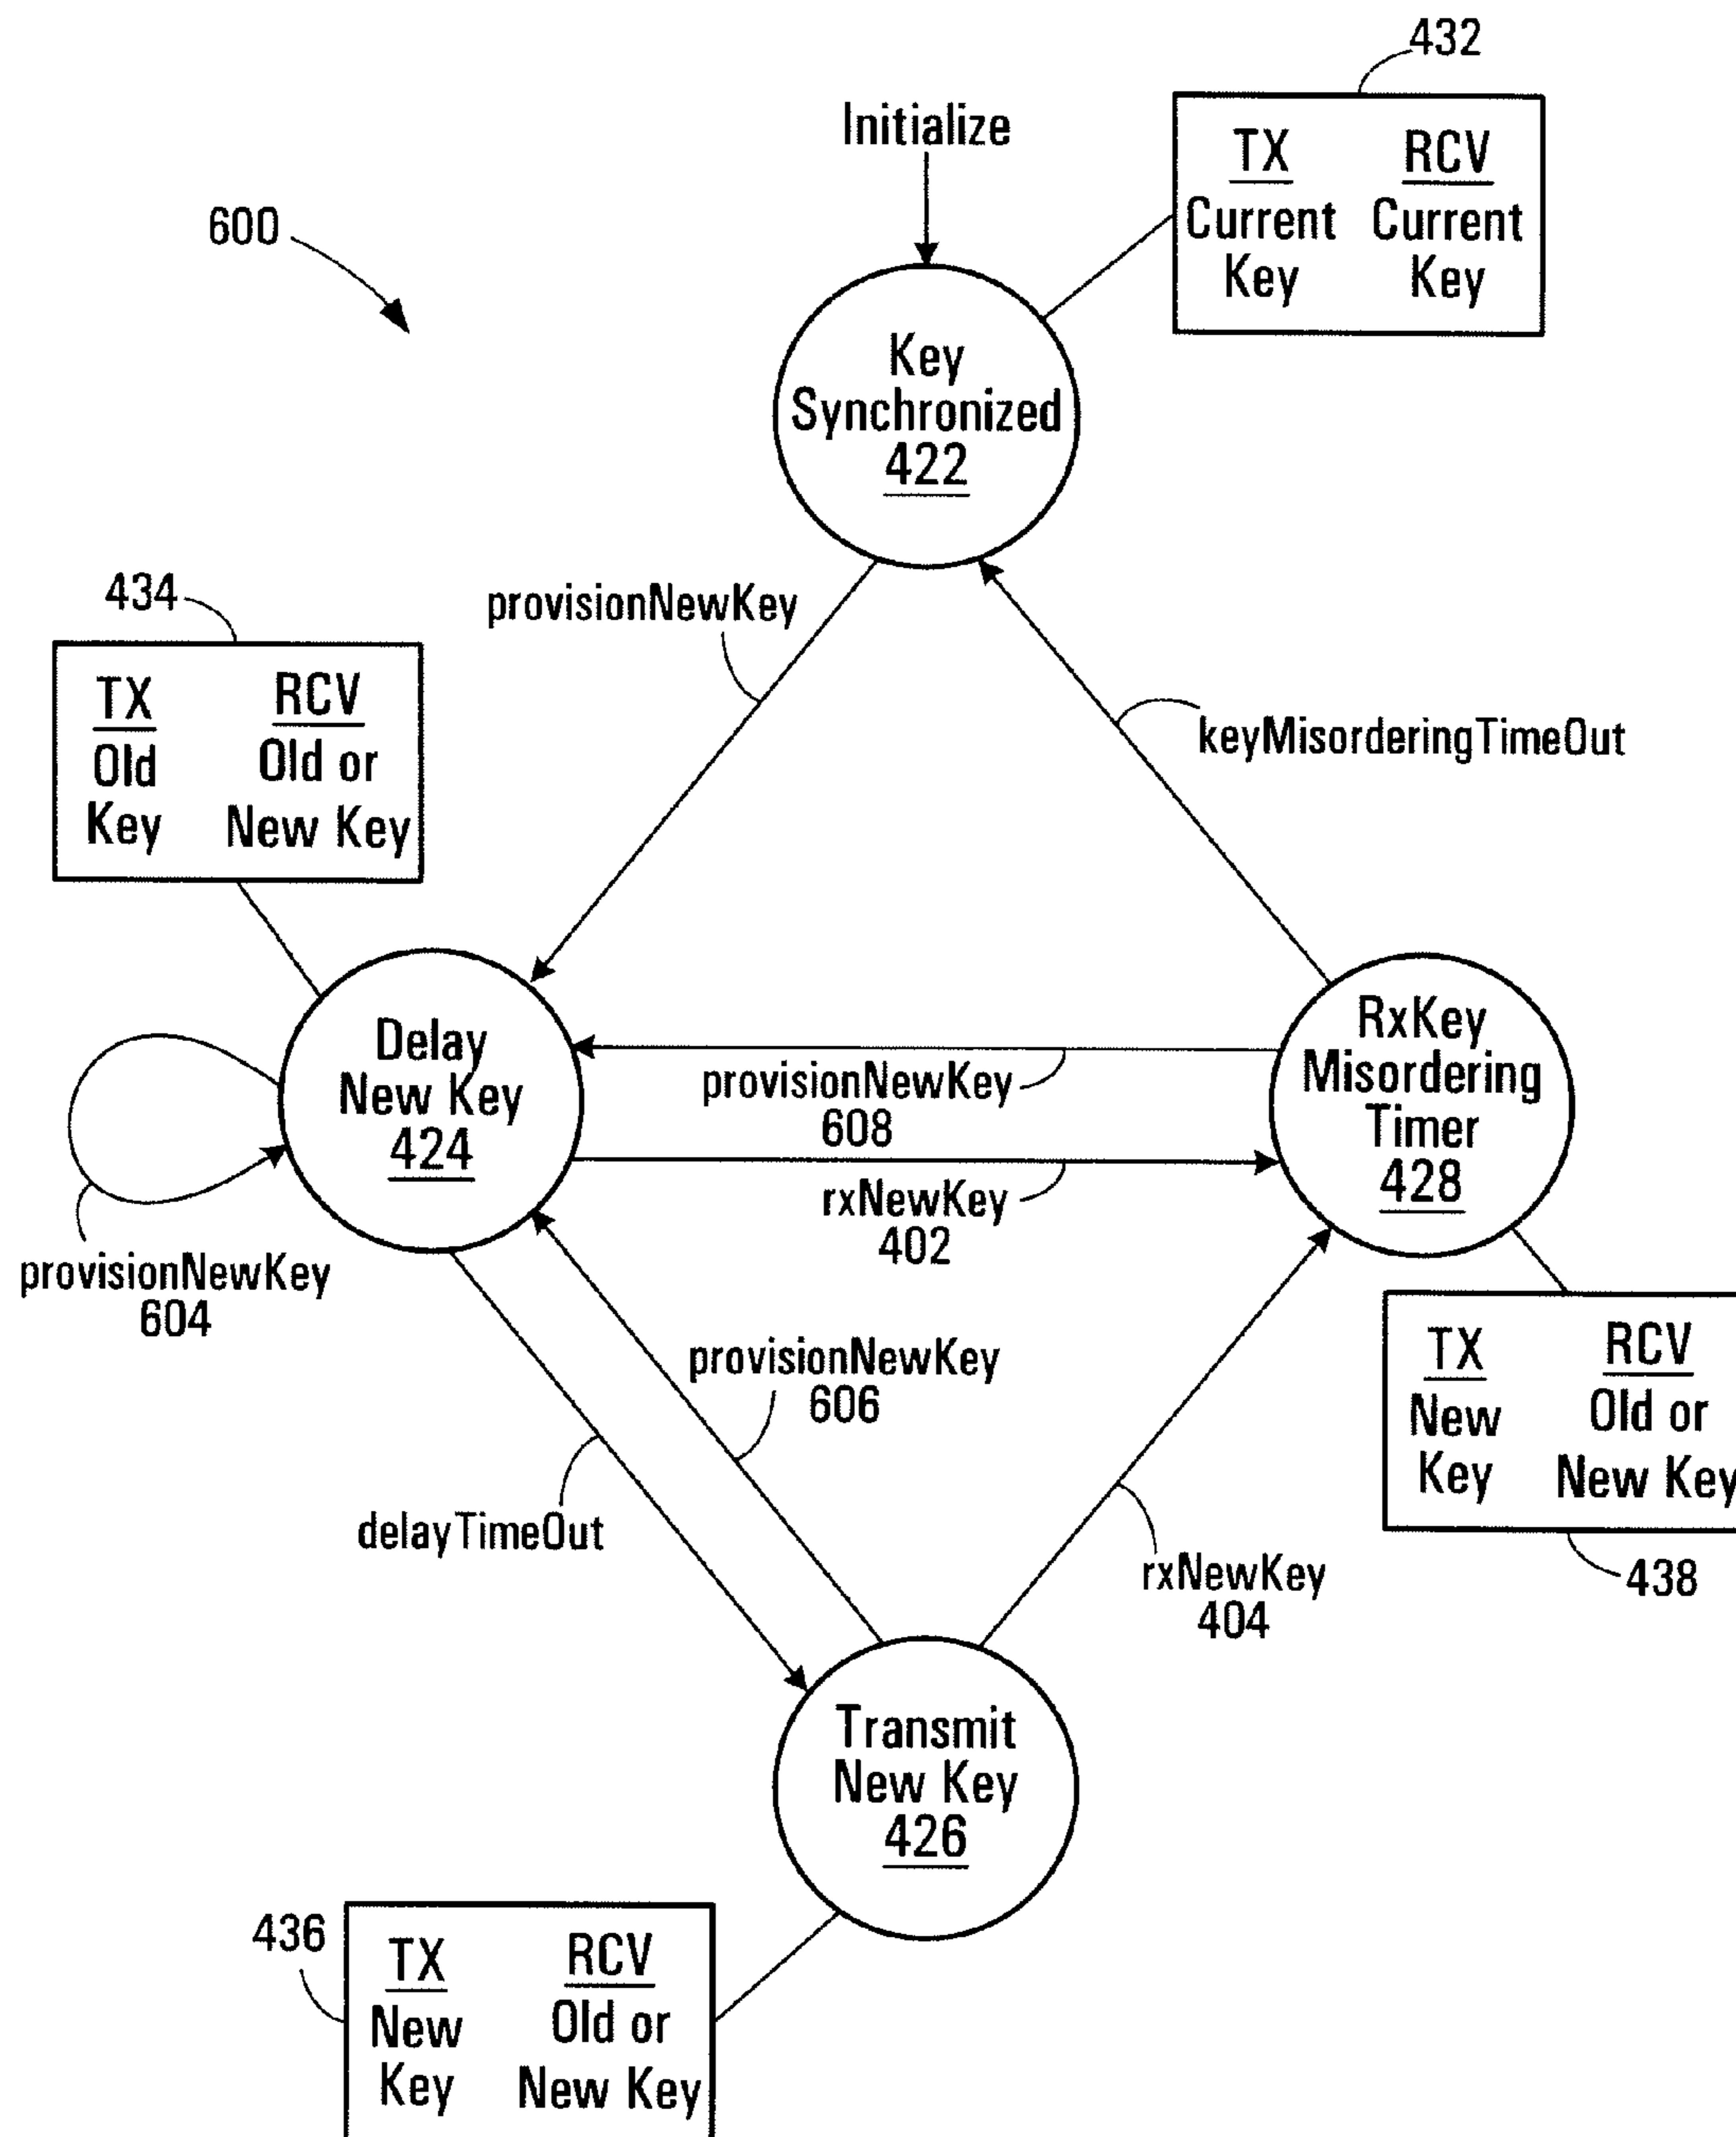 432
Initialize
TX RCV
Current Current
Key Key
600
Key
Synchronized
422
434
provisionNewKey
TX RCV
Old Old or
Key New Key
keyMisorderingTimeOut
Delay
New Key
424
RxKey
Misordering
Timer
428
provisionNewKey
608
rxNewKey
402
provisionNewKey
604
provisionNewKey
606
TX RCV
New Old or
Key New Key
delayTimeOut
rxNewKey
404
438
Transmit
New Key
426
436
TX RCV
New Old or
Key New Key